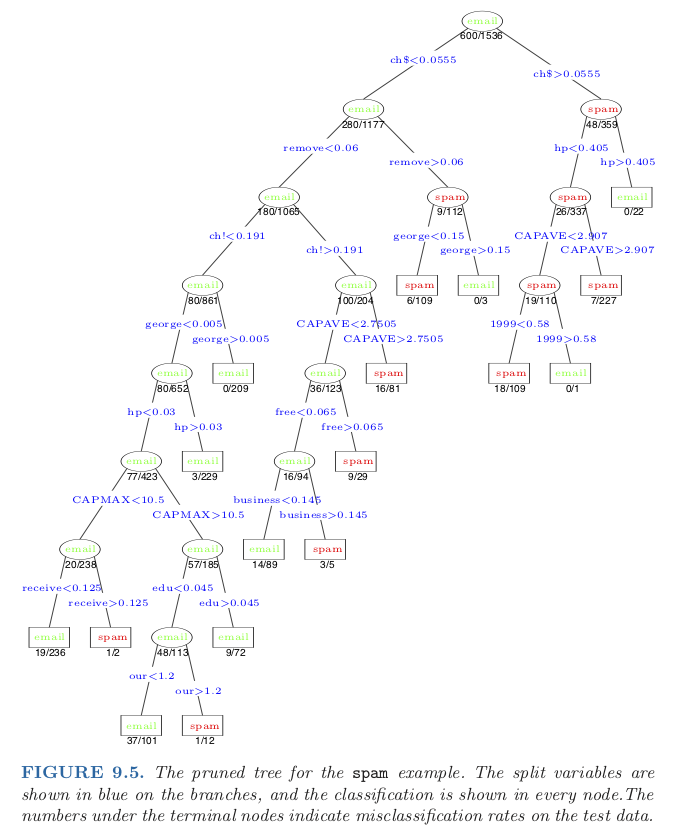 email
600/1536
ch$<0.0555
ch$>0.0555
email
280/1177
spam
48/359
remove<0.06
remove>0.06
hp<0.405
hp>0.405
email
180/1065
spam
9/112
spam
26/337
email
0/22
ch!<0.191
ch!>0.191
george<0.15
george>0.15
CAPAVE<2.907
CAPAVE>2.907
email
80/861
email
100/204
spam
6/109
email
0/3
spam
19/110
spam
7/227
george<0.005
george>0.005
CAPAVE<2.7505
CAPAVE>2.7505
1999<0.58
1999>0.58
email
80/652
email
0/209
email
36/123
spam
16/81
spam
18/109
email
0/1
hp<0.03
hp>0.03
free<0.065
free>0.065
email
77/423
email
3/229
email
16/94
spam
9/29
CAPMAX<10.5
CAPMAX>10.5
business<0.145
business>0.145
email
20/238
email
57/185
email
14/89
spam
3/5
receive<0.125
receive>0.125
edu<0.045
edu>0.045
email
19/236
spam
1/2
email
48/113
email
9/72
our<1.2
our>1.2
email
37/101
spam
1/12
FIGURE 9.5. The pruned tree for the spam example. The split variables are
shown in blue on the branches, and the classification is shown in every node.The
numbers under the terminal nodes indicate misclassification rates on the test data.